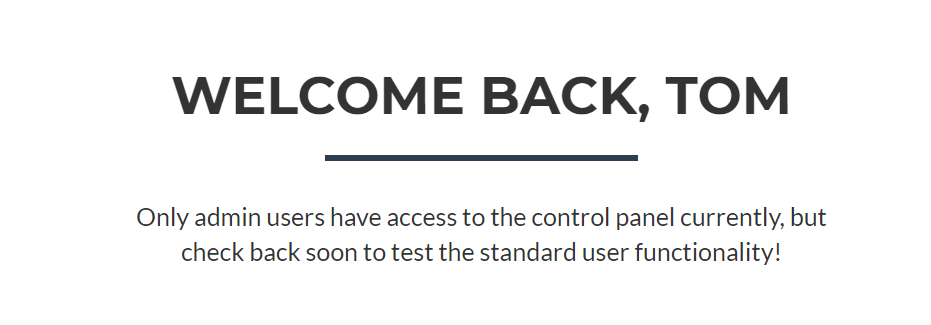 WELCOME BACK, TOM
Only admin users have access to the control panel currently, but
check back soon to test the standard user functionality!